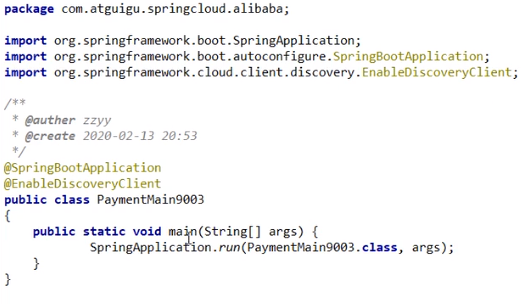 package com.atguigu.springcloud.alibaba;
import org.springframework.boot.SpringApplication;
import org.springframework.boot.autoconfigure.SpringBootApplication;
import org.springframework.cloud.client.discovery.EnableDiscoveryClient;
/**
 * @auther zzyy
 * @create 2020-02-13 20:53
 */
@SpringBootApplication
@EnableDiscoveryClient
public class PaymentMain9003
{
    public static void main(String[] args) {
            SpringApplication.run(PaymentMain9003.class, args);
    }
}